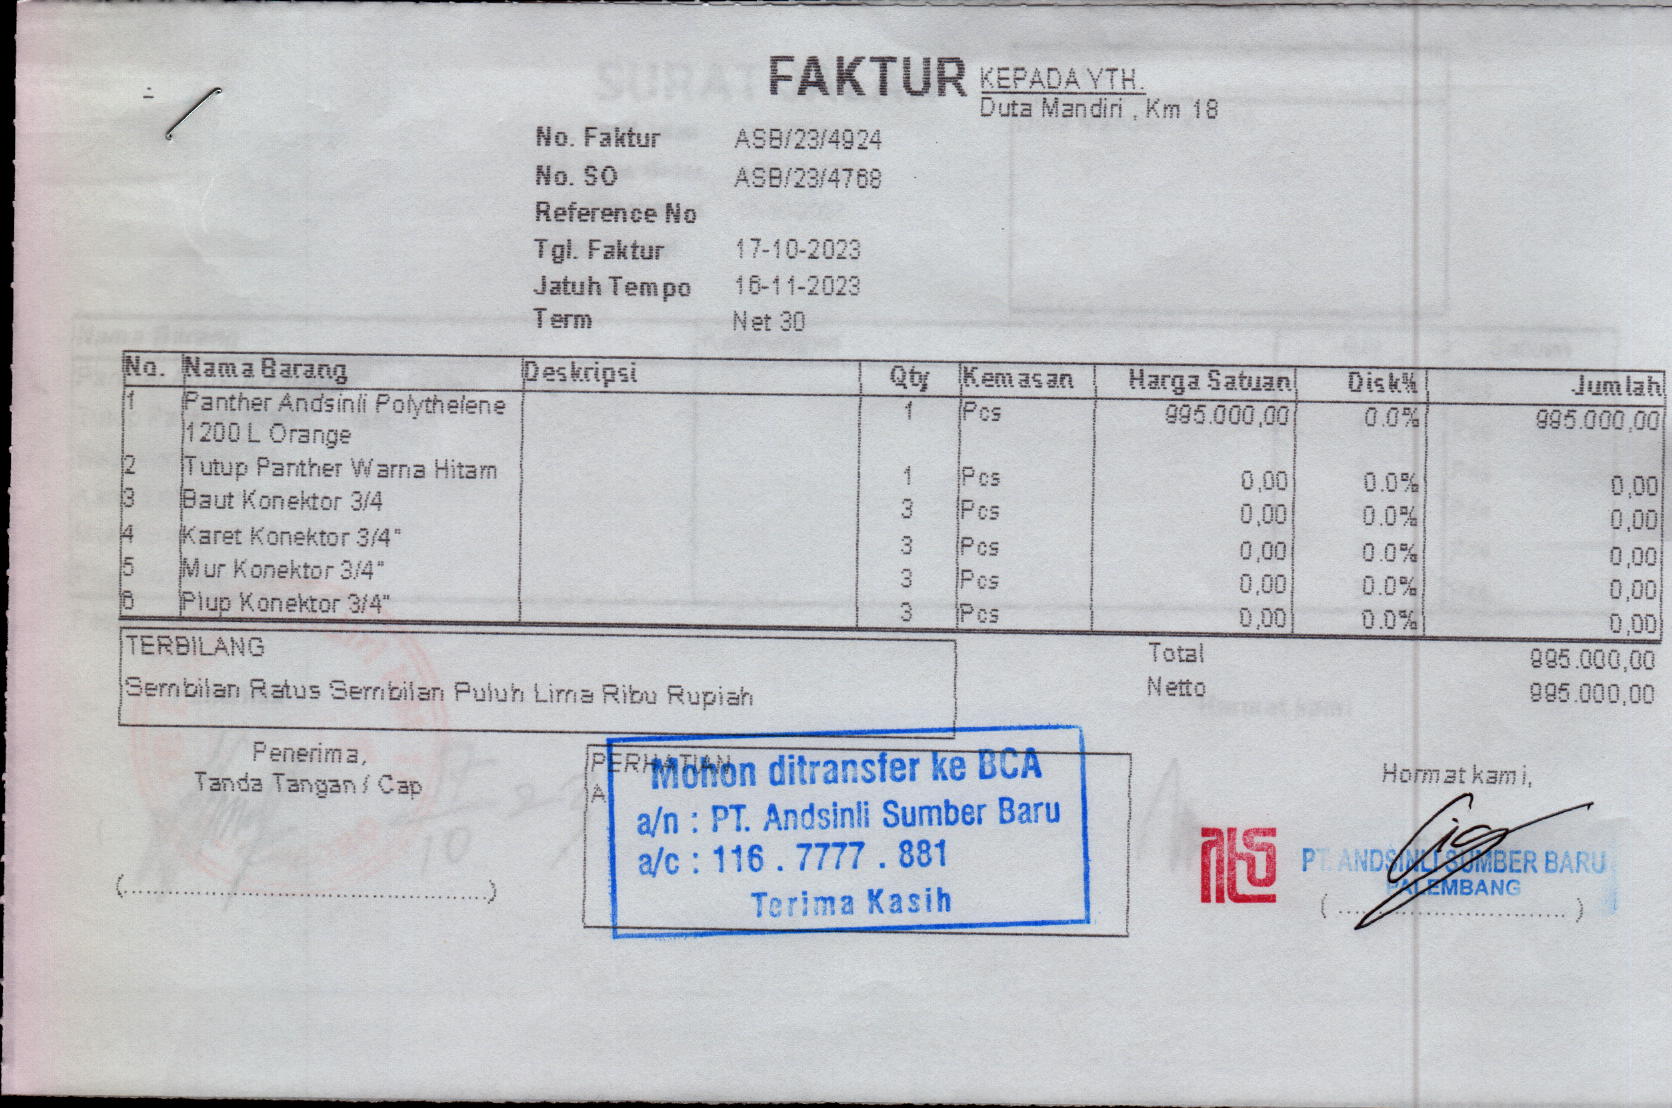 FAKTUR
KEPADA YTH.
Duta Mandiri , Km 18
No. Faktur ASB/23/4924
No. SO ASB/23/4768
Reference No
Tgl. Faktur 17-10-2023
Jatuh Tempo 16-11-2023
Term Net 30
No. Nama Barang Deskripsi Qty Kemasan Harga Satuan Disk% Jumlah
1 Panther Andsinli Polythelene 1 Pcs 995.000,00 0.0% 995.000,00
1200 L Orange
2 Tutup Panther Warna Hitam 1 Pcs 0,00 0.0% 0,00
3 Baut Konektor 3/4 3 Pcs 0,00 0.0% 0,00
4 Karet Konektor 3/4" 3 Pcs 0,00 0.0% 0,00
5 Mur Konektor 3/4" 3 Pcs 0,00 0.0% 0,00
6 Plup Konektor 3/4" 3 Pcs 0,00 0.0% 0,00
TERBILANG
Sembilan Ratus Sembilan Puluh Lima Ribu Rupiah
Total 995.000,00
Netto 995.000,00
Penerima,
Tanda Tangan / Cap
PERHATIAN
A
Mohon ditransfer ke BCA
a/n : PT. Andsinli Sumber Baru
a/c : 116 . 7777 . 881
Terima Kasih
Hormat kami,
PT. ANDSINLI SUMBER BARU
PALEMBANG